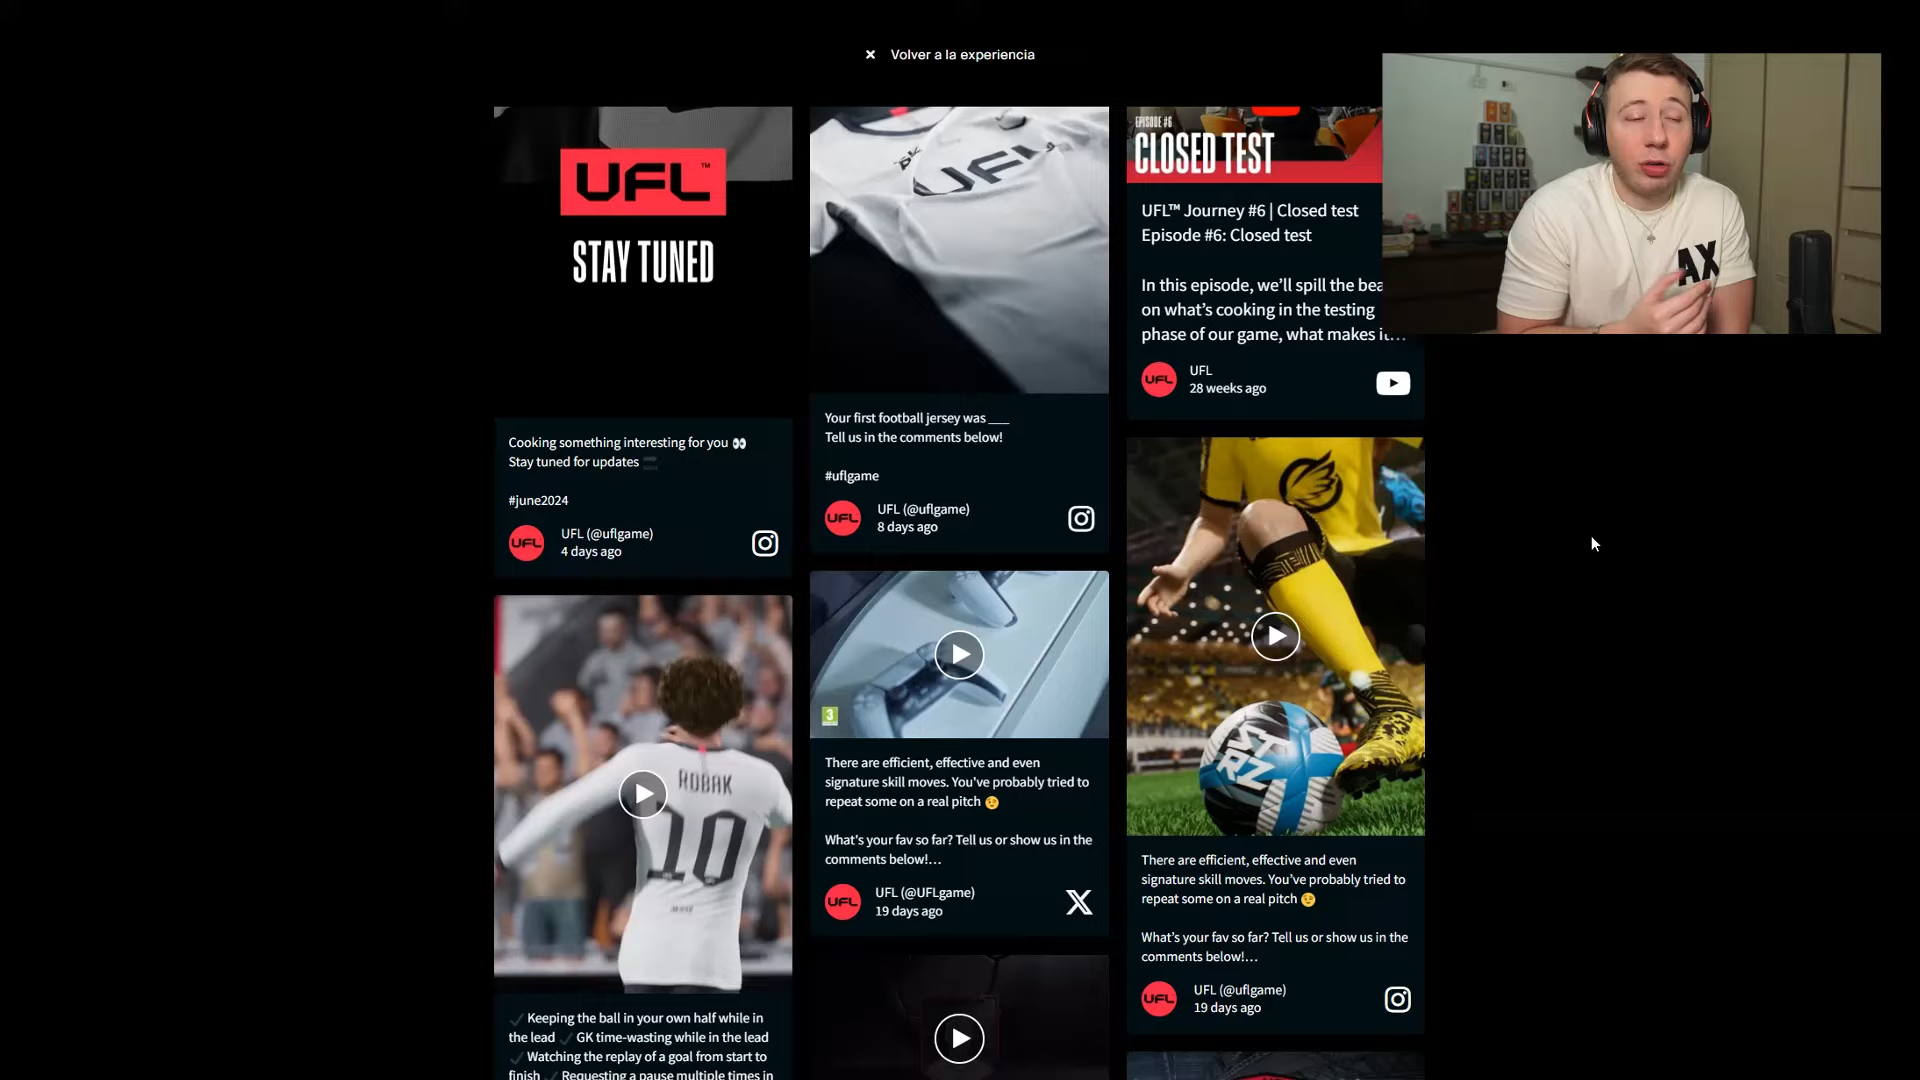 Volver a la experiencia
UFL™
STAY TUNED
Cooking something interesting for you
Stay tuned for updates
#june2024
UFL (@uflgame)
4 days ago
ROBAK
10
✓ Keeping the ball in your own half while in
the lead ✓ GK time-wasting while in the lead
✓ Watching the replay of a goal from start to
finish ✓ Requesting a pause multiple times in
UFL
Your first football jersey was ___
Tell us in the comments below!
#uflgame
UFL
UFL (@uflgame)
8 days ago
3
There are efficient, effective and even
signature skill moves. You've probably tried to
repeat some on a real pitch 😉
What's your fav so far? Tell us or show us in the
comments below!…
UFL
UFL (@UFLgame)
19 days ago
EPISODE #6
CLOSED TEST
UFL™ Journey #6 | Closed test
Episode #6: Closed test
In this episode, we’ll spill the bea
on what’s cooking in the testing
phase of our game, what makes it…
UFL
UFL
28 weeks ago
ST
RZ
There are efficient, effective and even
signature skill moves. You’ve probably tried to
repeat some on a real pitch 😉
What’s your fav so far? Tell us or show us in the
comments below!…
UFL
UFL (@uflgame)
19 days ago
AX